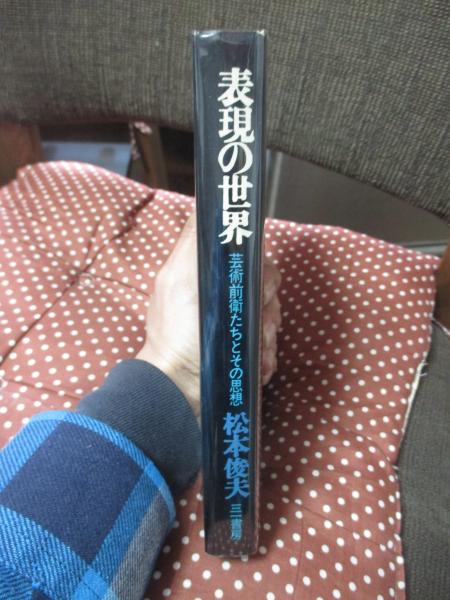 表現の世界
芸術前衛たちとその思想
松本俊夫
三一書房